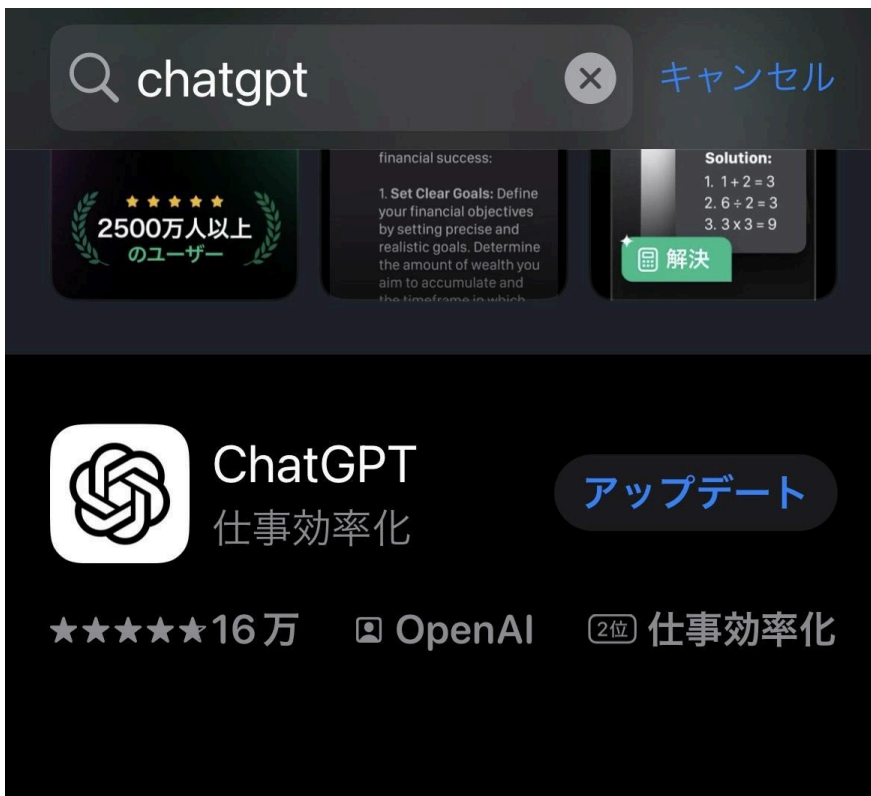 chatgpt
キャンセル
2500万人以上
のユーザー
financial success:
1. Set Clear Goals: Define
your financial objectives
by setting precise and
realistic goals. Determine
the amount of wealth you
aim to accumulate and
the timeframe in which
Solution:
1. 1 + 2 = 3
2. 6 ÷ 2 = 3
3. 3 x 3 = 9
解決
ChatGPT
仕事効率化
アップデート
★★★★★16万
OpenAI
2位 仕事効率化